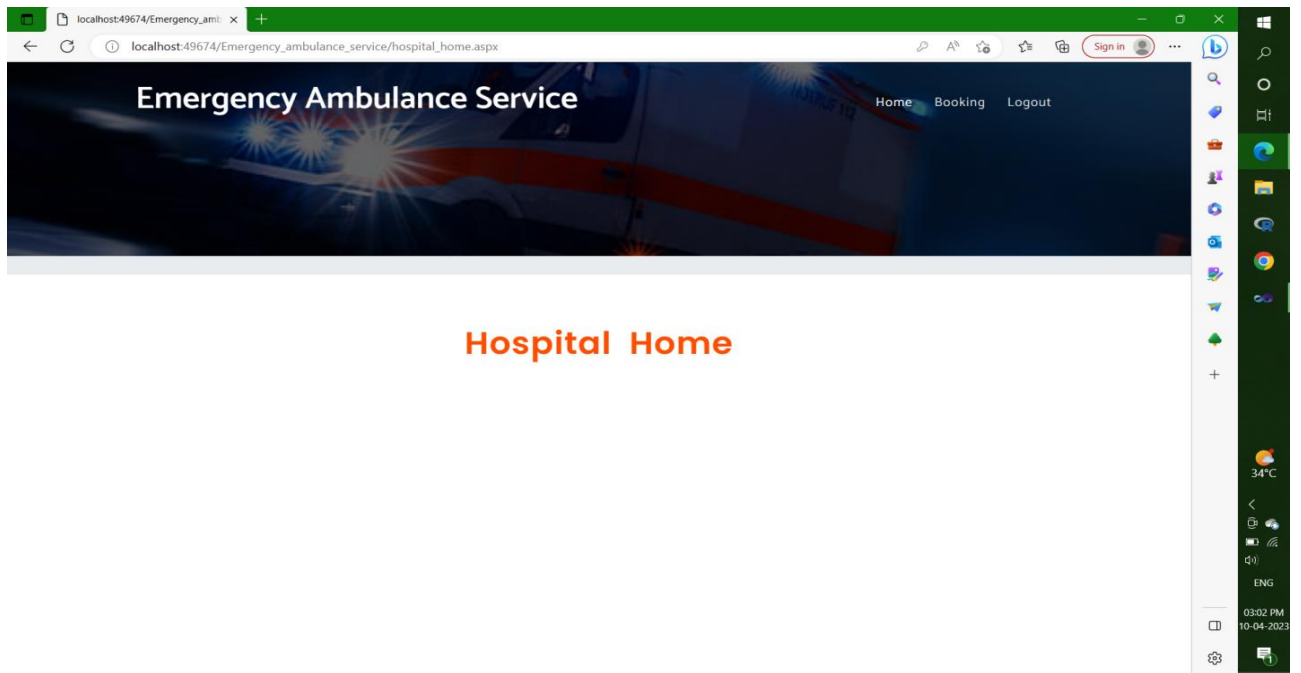 localhost:49674/Emergency_amb
localhost:49674/Emergency_ambulance_service/hospital_home.aspx
Sign in
Emergency Ambulance Service
Home Booking Logout
Hospital Home
34°C
ENG
03:02 PM
10-04-2023
1